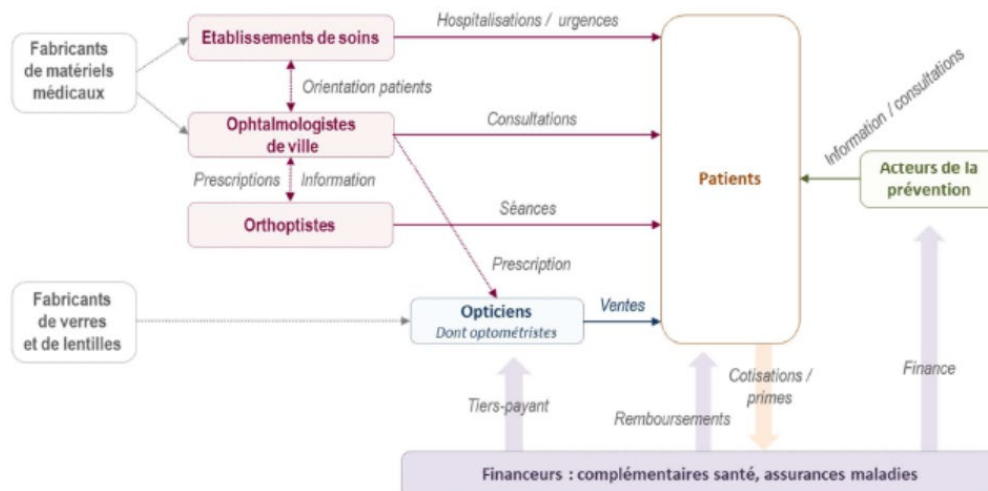 Hospitalisations / urgences
Etablissements de soins
Fabricants
de matériels
médicaux
Orientation patients
Ophtalmologistes
de ville
Consultations
Information / consultations
Prescriptions
Information
Patients
Acteurs de la
prévention
Orthoptistes
Séances
Prescription
Fabricants
de verres
et de lentilles
Opticiens
Dont optométristes
Ventes
Tiers-payant
Remboursements
Cotisations /
primes
Finance
Financeurs : complémentaires santé, assurances maladies